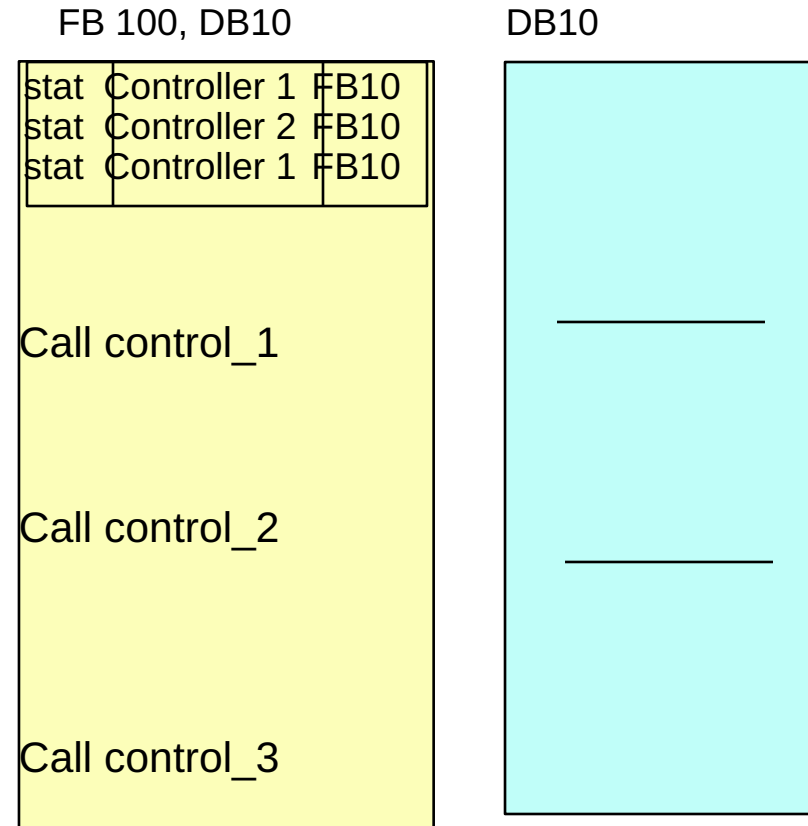 FB 100, DB10
DB10
stat Controller 1 FB10
stat Controller 2 FB10
stat Controller 1 FB10
Call control_1
Call control_2
Call control_3